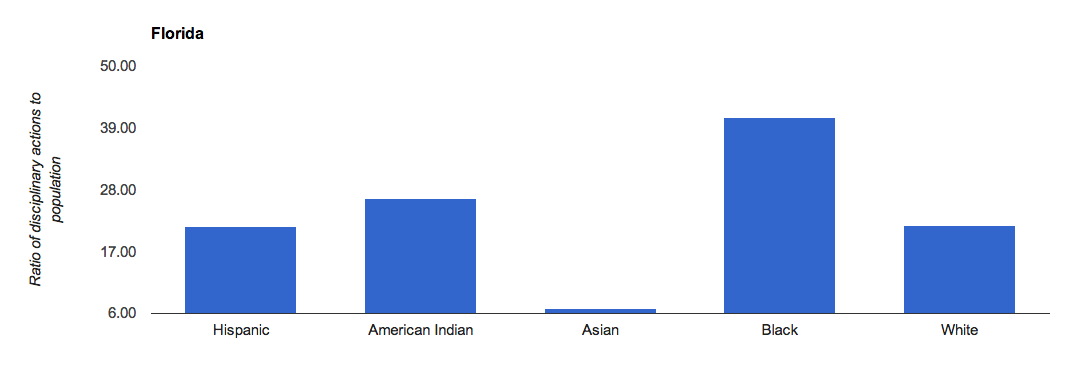 Florida
50.00
39.00
28.00
17.00
6.00
Ratio of disciplinary actions to
population
Hispanic
American Indian
Asian
Black
White